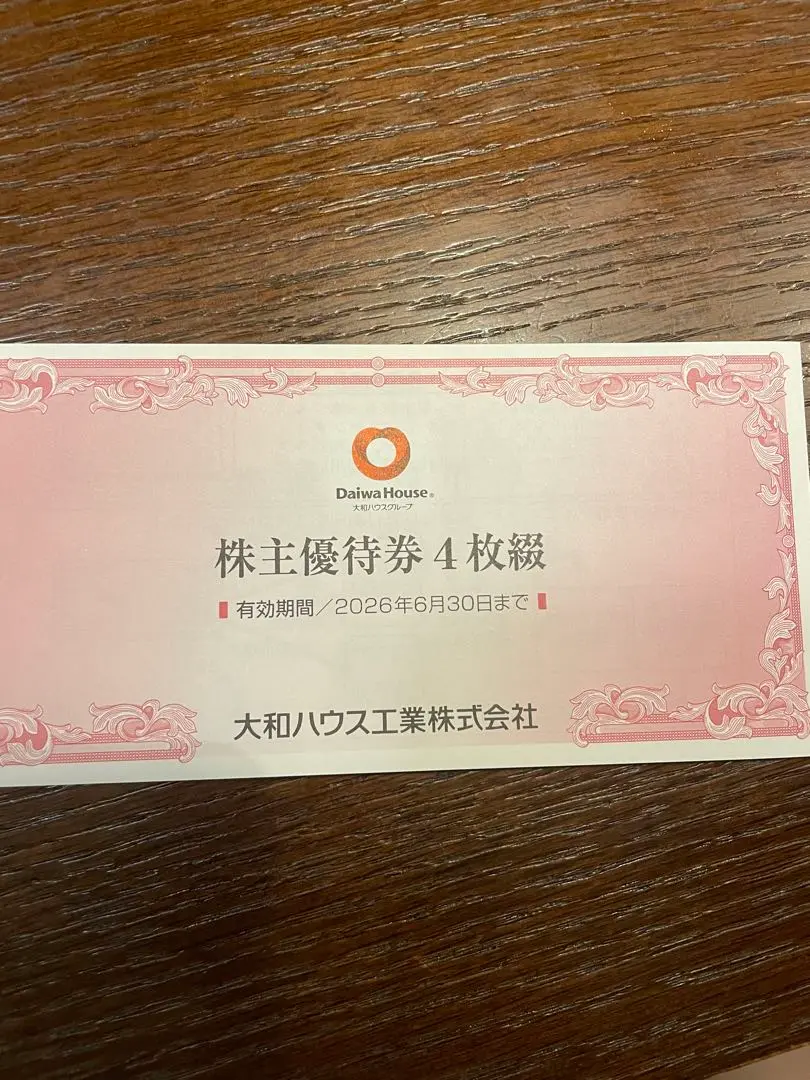 Daiwa House®
大和ハウスグループ
株主優待券4枚綴
有効期間／2026年6月30日まで
大和ハウス工業株式会社